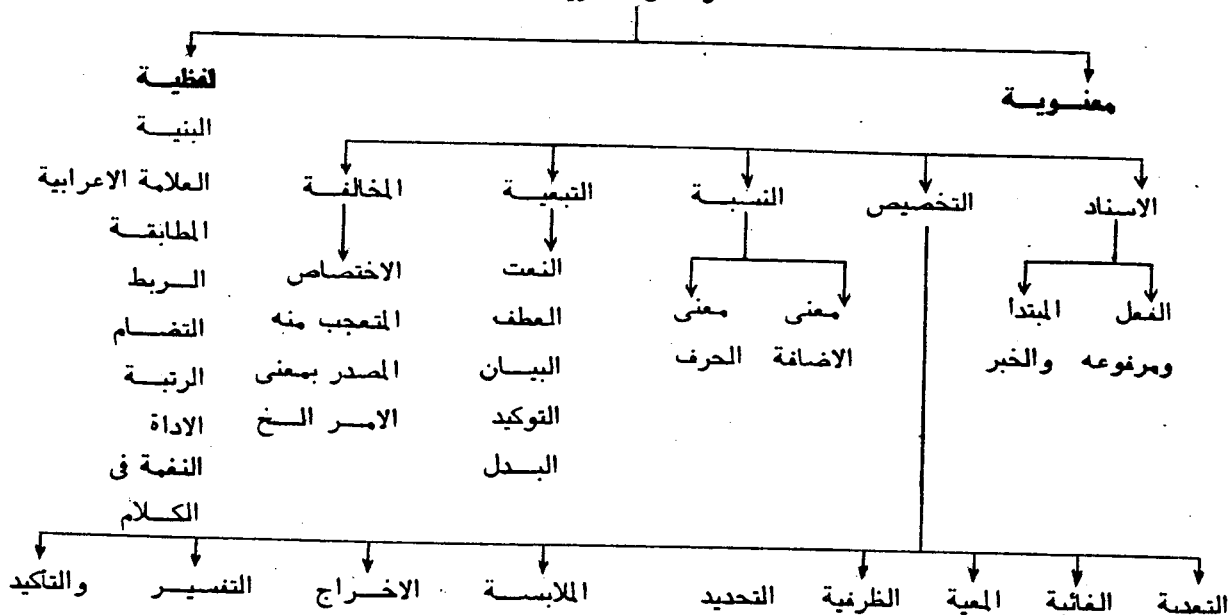 معنوية
لفظية
البنية
العلامة الاعرابية
المطابقة
الربط
التضام
الرتبة
الاداة
النغمة فى
الكلام
الاسناد
التخصيص
النسبة
التبعية
المخالفة
الفعل
ومرفوعه
المبتدا
والخبر
معنى
الاضافة
معنى
الحرف
النعت
العطف
البيان
التوكيد
البدل
الاختصاص
المتعجب منه
المصدر بمعنى
الامر الخ
التعدية
الغائية
المعية
الظرفية
التحديد
الملابسة
الاخراج
التفسير
والتأكيد